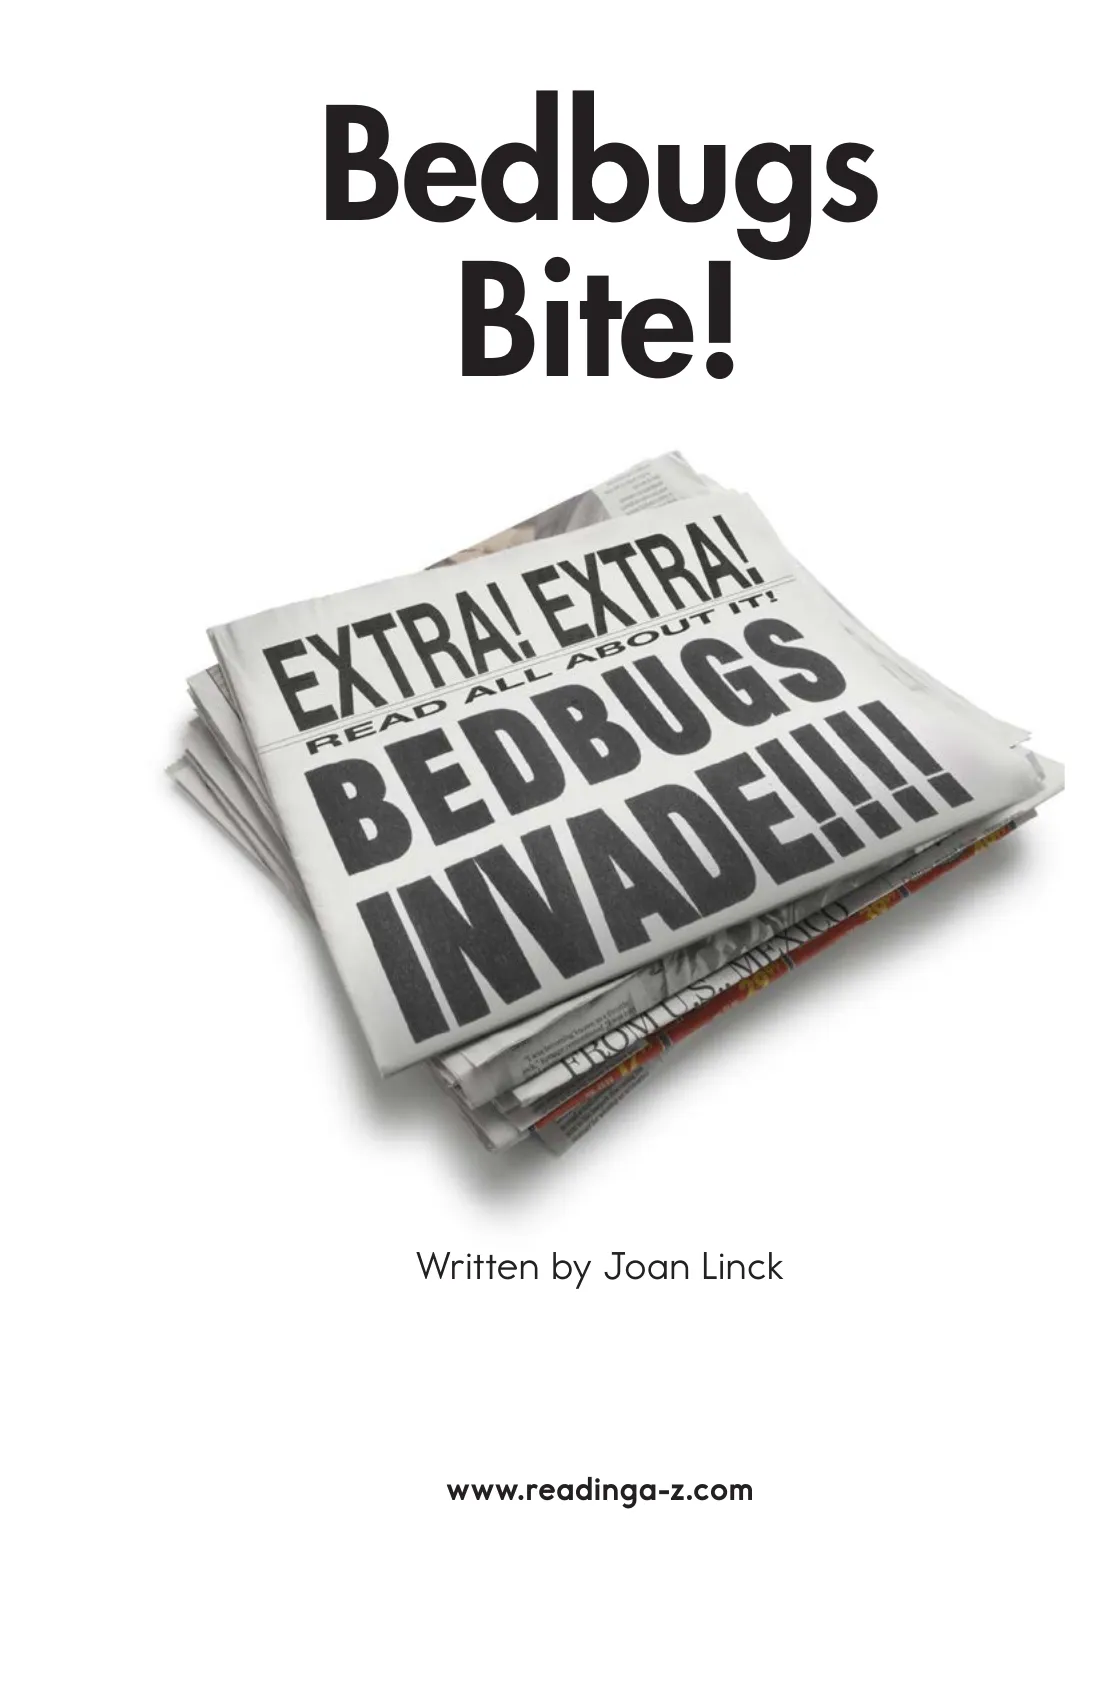 Bedbugs
Bite!
EXTRA! EXTRA!
READ ALL ABOUT IT!
BEDBUGS
INVADE!!!!
FROM U.S., MEXICO
Written by Joan Linck
www.readinga-z.com